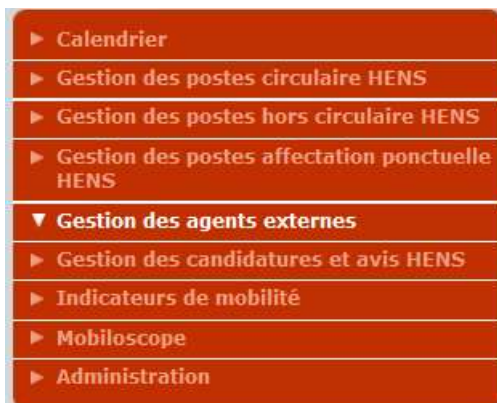 Calendrier
Gestion des postes circulaire HENS
Gestion des postes hors circulaire HENS
Gestion des postes affectation ponctuelle
HENS
Gestion des agents externes
Gestion des candidatures et avis HENS
Indicateurs de mobilité
Mobiloscope
Administration